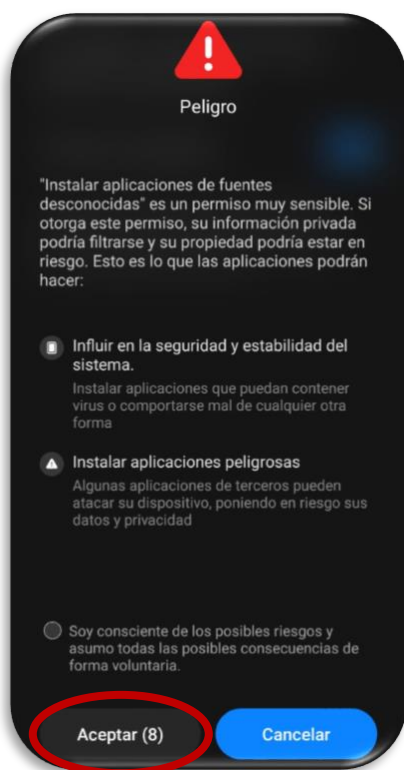 Peligro
"Instalar aplicaciones de fuentes
desconocidas" es un permiso muy sensible. Si
otorga este permiso, su información privada
podría filtrarse y su propiedad podría estar en
riesgo. Esto es lo que las aplicaciones podrán
hacer:
Influir en la seguridad y estabilidad del
sistema.
Instalar aplicaciones que puedan contener
virus o comportarse mal de cualquier otra
forma
Instalar aplicaciones peligrosas
Algunas aplicaciones de terceros pueden
atacar su dispositivo, poniendo en riesgo sus
datos y privacidad
Soy consciente de los posibles riesgos y
asumo todas las posibles consecuencias de
forma voluntaria.
Aceptar (8) Cancelar